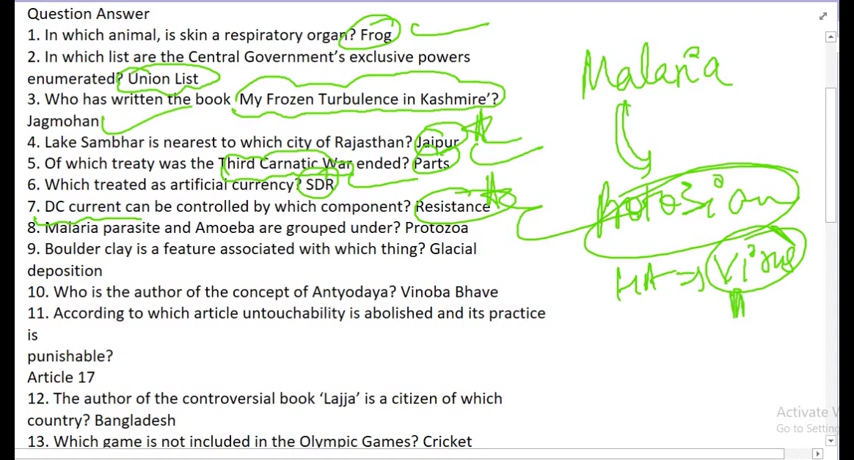 Question Answer
1. In which animal, is skin a respiratory organ? Frog
2. In which list are the Central Government's exclusive powers
enumerated? Union List
3. Who has written the book 'My Frozen Turbulence in Kashmire'?
Jagmohan
4. Lake Sambhar is nearest to which city of Rajasthan? Jaipur
5. Of which treaty was the Third Carnatic War ended? Parts
6. Which treated as artificial currency? SDR
7. DC current can be controlled by which component? Resistance
8. Malaria parasite and Amoeba are grouped under? Protozoa
9. Boulder clay is a feature associated with which thing? Glacial
deposition
10. Who is the author of the concept of Antyodaya? Vinoba Bhave
11. According to which article untouchability is abolished and its practice
is
punishable?
Article 17
12. The author of the controversial book 'Lajja' is a citizen of which
country? Bangladesh
13. Which game is not included in the Olympic Games? Cricket
Malaria
Protozian
Virus
Activate
Go to Setting